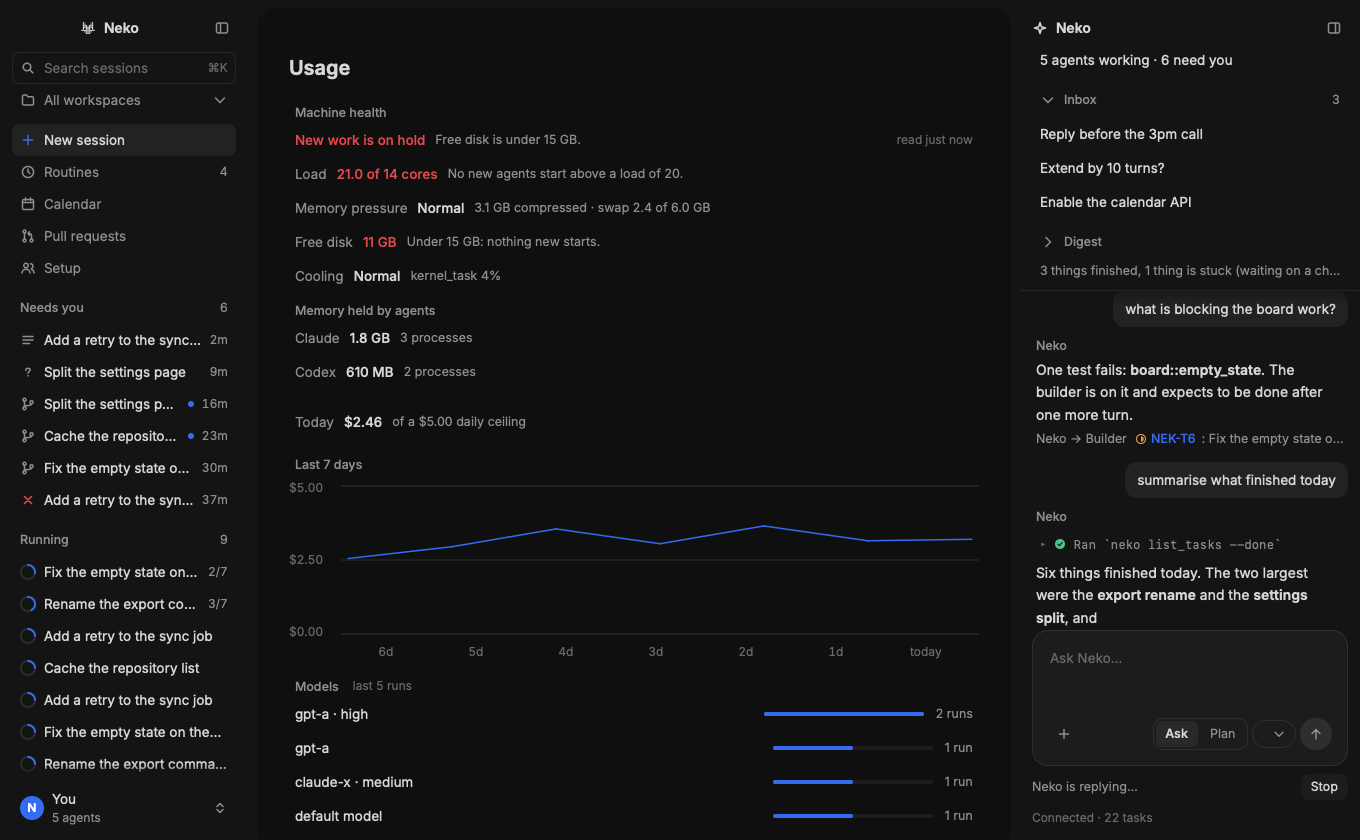 Neko
Search sessions ⌘K
All workspaces
New session
Routines 4
Calendar
Pull requests
Setup
Needs you 6
Add a retry to the sync... 2m
Split the settings page 9m
Split the settings p... 16m
Cache the reposito... 23m
Fix the empty state o... 30m
Add a retry to the syn... 37m
Running 9
Fix the empty state on... 2/7
Rename the export co... 3/7
Add a retry to the sync job
Cache the repository list
Add a retry to the sync job
Fix the empty state on the...
Rename the export comma...
N
You
5 agents
Usage
Machine health
New work is on hold Free disk is under 15 GB. read just now
Load 21.0 of 14 cores No new agents start above a load of 20.
Memory pressure Normal 3.1 GB compressed · swap 2.4 of 6.0 GB
Free disk 11 GB Under 15 GB: nothing new starts.
Cooling Normal kernel_task 4%
Memory held by agents
Claude 1.8 GB 3 processes
Codex 610 MB 2 processes
Today $2.46 of a $5.00 daily ceiling
Last 7 days
$5.00
$2.50
$0.00
6d 5d 4d 3d 2d 1d today
Models last 5 runs
gpt-a · high 2 runs
gpt-a 1 run
claude-x · medium 1 run
default model 1 run
Neko
5 agents working · 6 need you
Inbox 3
Reply before the 3pm call
Extend by 10 turns?
Enable the calendar API
Digest
3 things finished, 1 thing is stuck (waiting on a ch...
what is blocking the board work?
Neko
One test fails: board::empty_state. The
builder is on it and expects to be done after
one more turn.
Neko → Builder NEK-T6 : Fix the empty state o...
summarise what finished today
Neko
Ran `neko list_tasks --done`
Six things finished today. The two largest
were the export rename and the settings
split, and
Ask Neko...
Ask Plan
Neko is replying... Stop
Connected · 22 tasks